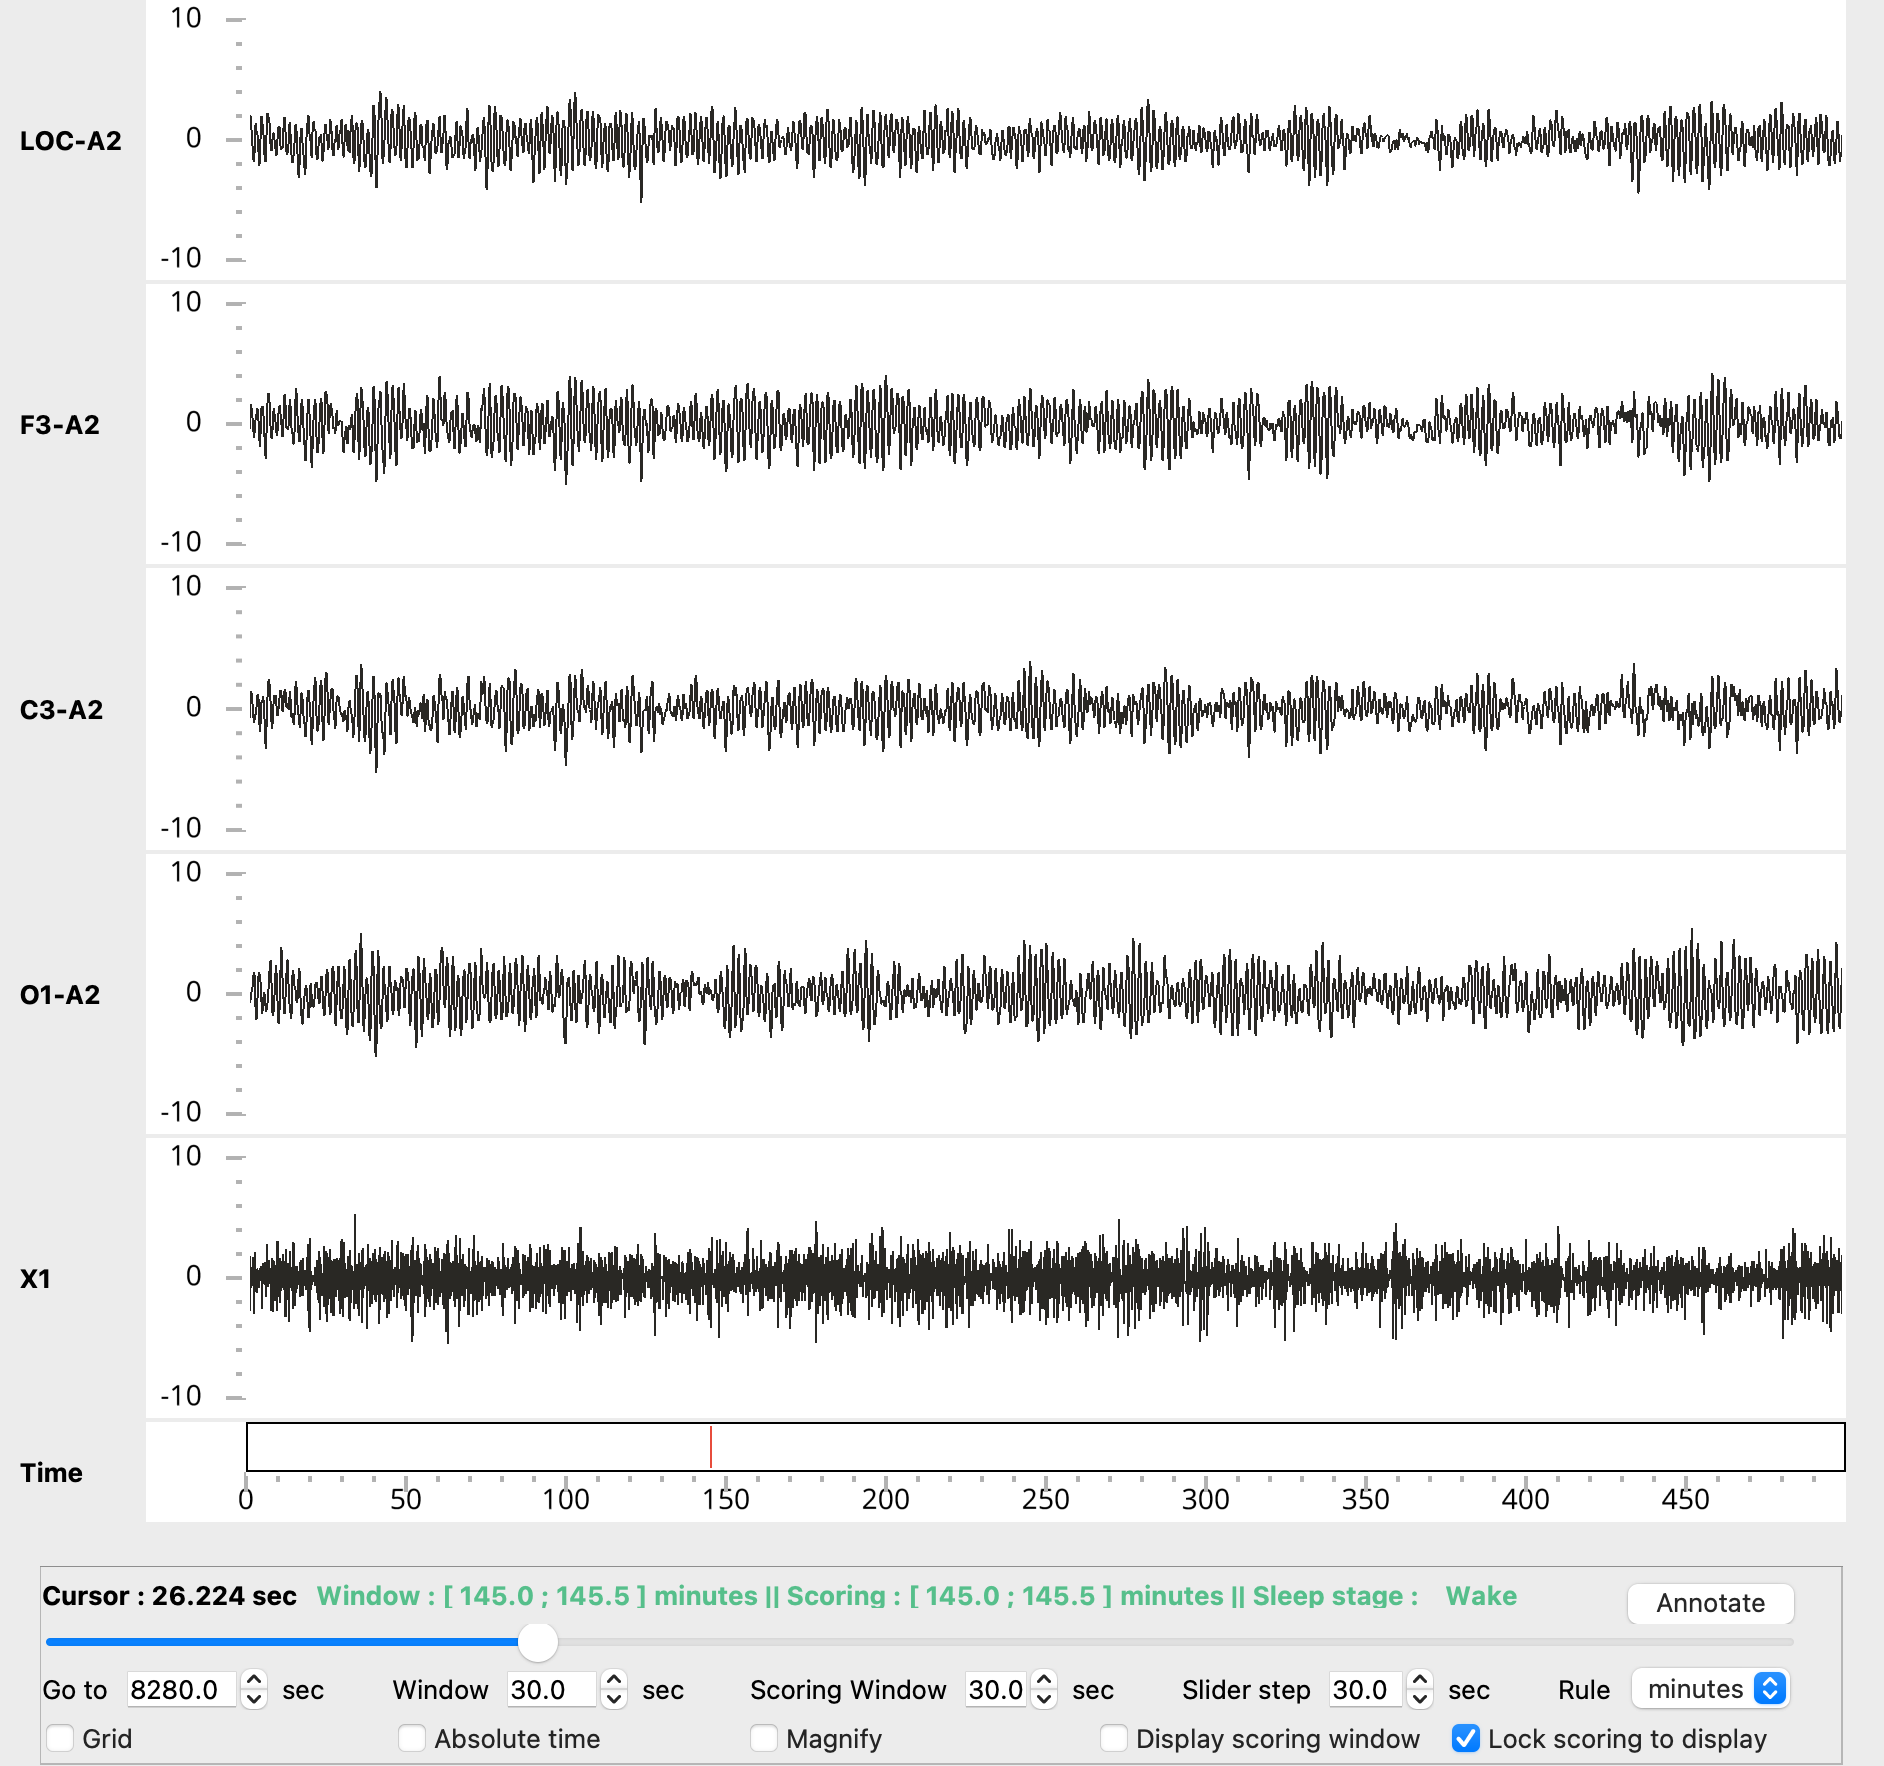 10
LOC-A2 0
-10
10
F3-A2 0
-10
10
C3-A2 0
-10
10
O1-A2 0
-10
10
X1 0
-10
Time
0 50 100 150 200 250 300 350 400 450
Cursor : 26.224 sec Window : [ 145.0 ; 145.5 ] minutes || Scoring : [ 145.0 ; 145.5 ] minutes || Sleep stage : Wake Annotate
Go to 8280.0 sec Window 30.0 sec Scoring Window 30.0 sec Slider step 30.0 sec Rule minutes
Grid Absolute time Magnify Display scoring window Lock scoring to display